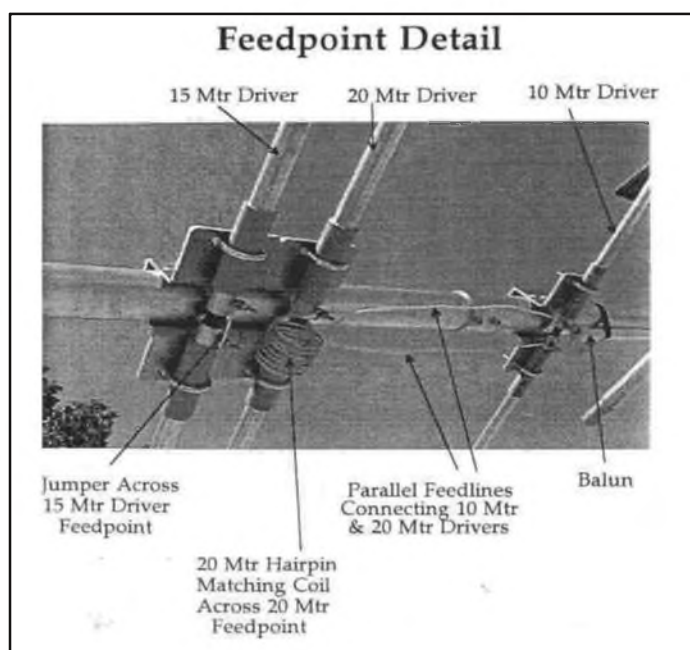 Feedpoint Detail
15 Mtr Driver
20 Mtr Driver
10 Mtr Driver
Jumper Across
15 Mtr Driver
Feedpoint
20 Mtr Hairpin
Matching Coil
Across 20 Mtr
Feedpoint
Parallel Feedlines
Connecting 10 Mtr
& 20 Mtr Drivers
Balun